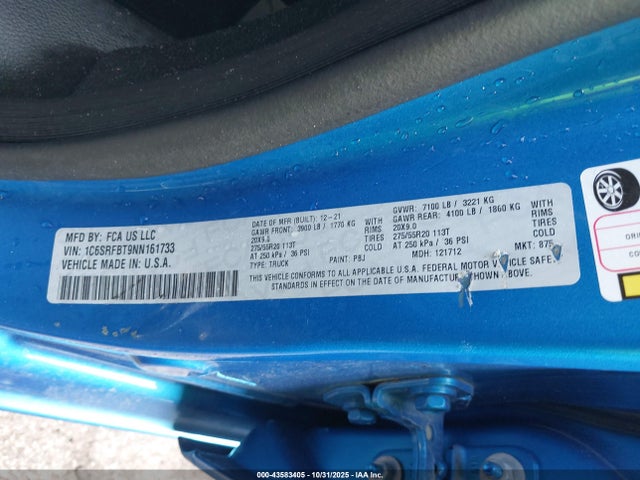 MFD BY: FCA US LLC
VIN: 1C6SRFBT9NN161733
VEHICLE MADE IN: U.S.A.
DATE OF MFR (BUILT): 12-21
GAWR FRONT: 3900 LB / 1770 KG
20X9.0 RIMS
275/55R20 113T TIRES
AT 250 kPa / 36 PSI COLD
TYPE: TRUCK PAINT: PBJ
GVWR: 7100 LB / 3221 KG
GAWR REAR: 4100 LB / 1860 KG WITH
20X9.0 RIMS
275/55R20 113T TIRES
AT 250 kPa / 36 PSI COLD
MDH: 121712 MKT: 875
THIS VEHICLE CONFORMS TO ALL APPLICABLE U.S.A. FEDERAL MOTOR VEHICLE SAFETY
STANDARDS IN EFFECT ON THE DATE OF MANUFACTURE SHOWN ABOVE.
000-43583405 10/31/2025 IAAI.COM